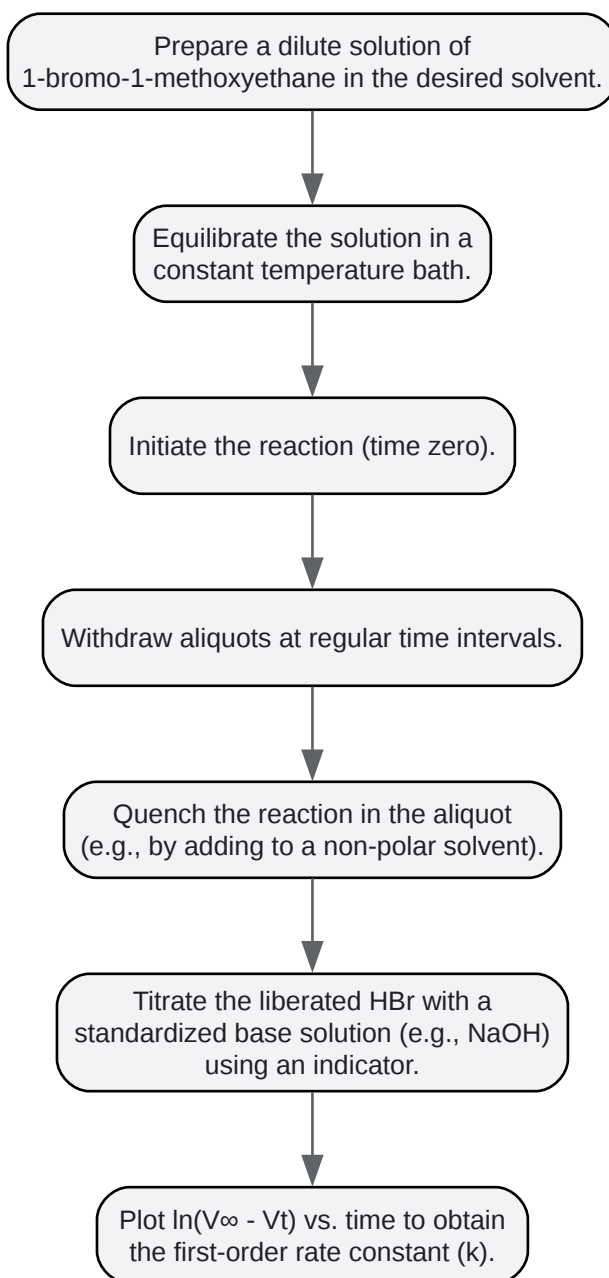 Prepare a dilute solution of
1-bromo-1-methoxyethane in the desired solvent.
Equilibrate the solution in a
constant temperature bath.
Initiate the reaction (time zero).
Withdraw aliquots at regular time intervals.
Quench the reaction in the aliquot
(e.g., by adding to a non-polar solvent).
Titrate the liberated HBr with a
standardized base solution (e.g., NaOH)
using an indicator.
Plot ln(V∞ - Vt) vs. time to obtain
the first-order rate constant (k).